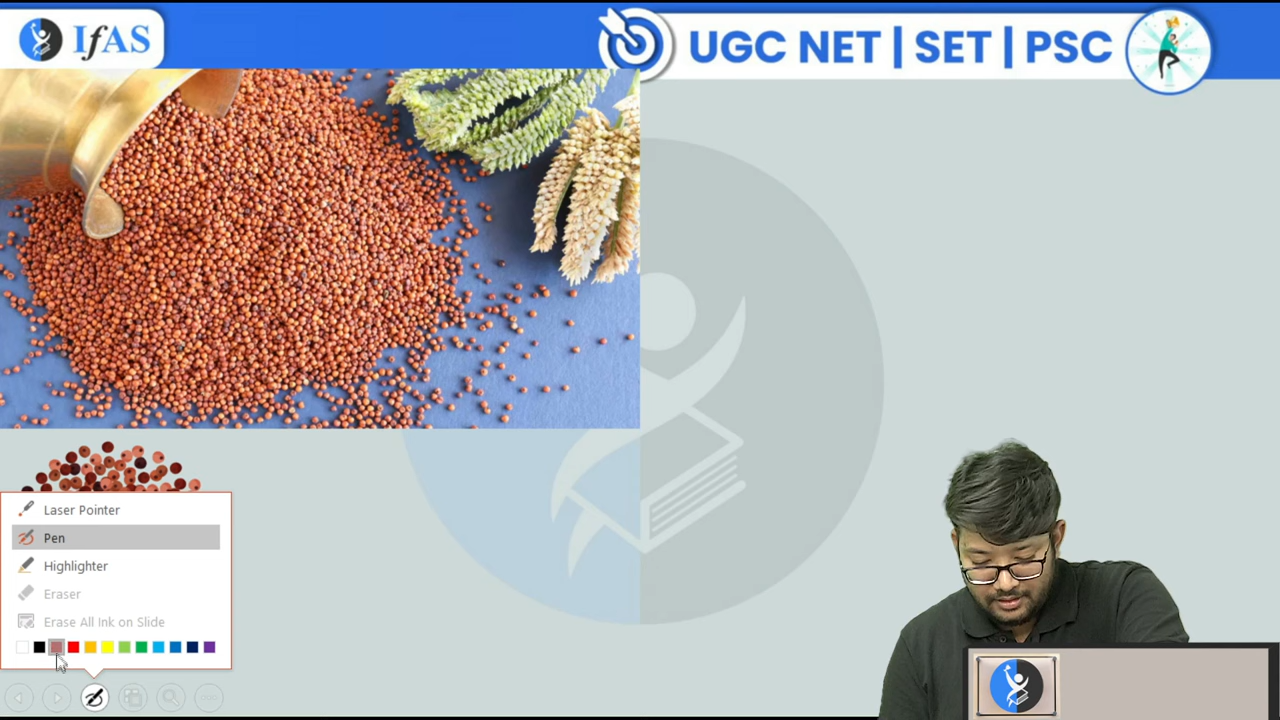 IfAS
UGC NET | SET | PSC
Laser Pointer
Pen
Highlighter
Eraser
Erase All Ink on Slide